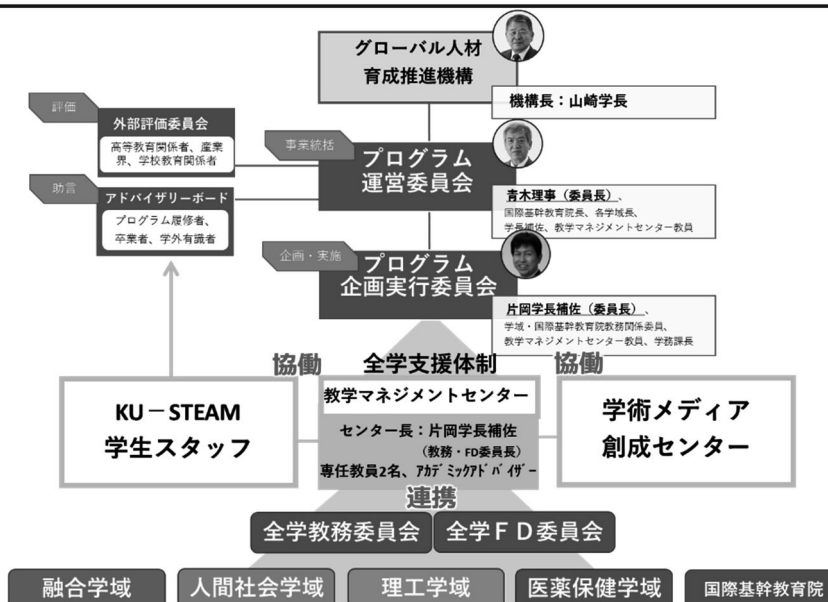 グローバル人材
育成推進機構
機構長：山崎学長
評価
外部評価委員会
高等教育関係者、産業
界、学校教育関係者
助言
アドバイザリーボード
プログラム履修者、
卒業者、学外有識者
事業統括
プログラム
運営委員会
青木理事（委員長）、
国際基幹教育院長、各学域長、
学長補佐、教学マネジメントセンター教員
企画・実施
プログラム
企画実行委員会
片岡学長補佐（委員長）、
学域・国際基幹教育院教務関係委員、
教学マネジメントセンター教員、学務課長
協働
全学支援体制
協働
KU－STEAM
学生スタッフ
教学マネジメントセンター
センター長：片岡学長補佐
（教務・FD委員長）
専任教員2名、ｱｶﾃﾞﾐｯｸｱﾄﾞﾊﾞｲｻﾞｰ
学術メディア
創成センター
連携
全学教務委員会
全学ＦＤ委員会
融合学域
人間社会学域
理工学域
医薬保健学域
国際基幹教育院